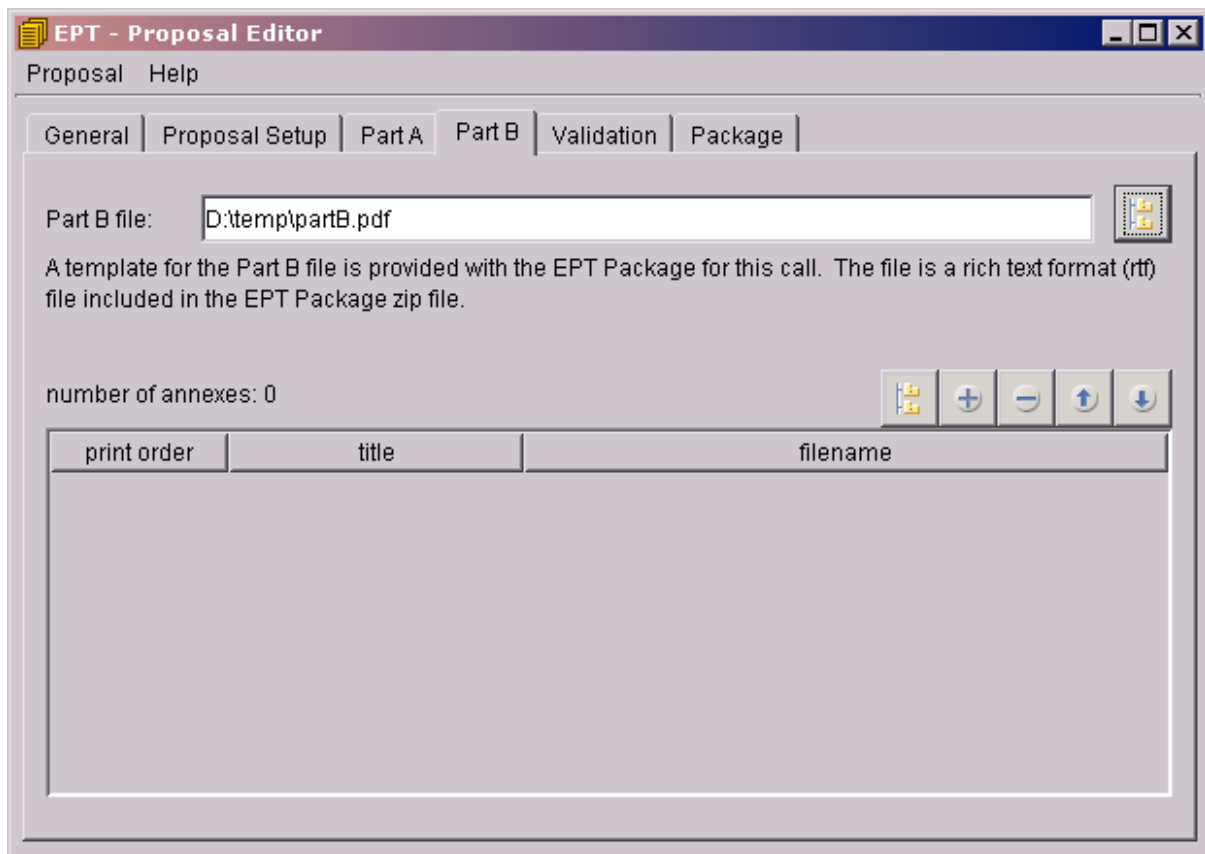 EPT - Proposal Editor
Proposal Help
General Proposal Setup Part A Part B Validation Package
Part B file: D:\temp\partB.pdf
A template for the Part B file is provided with the EPT Package for this call. The file is a rich text format (rtf)
file included in the EPT Package zip file.
number of annexes: 0
print order title filename